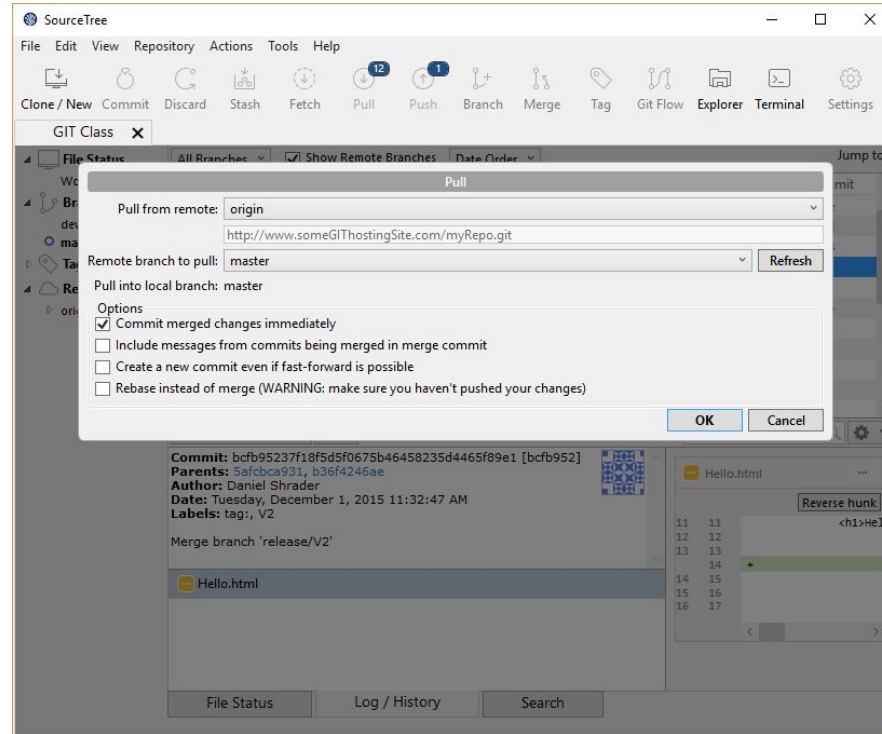 SourceTree
File Edit View Repository Actions Tools Help
12 1
Clone / New Commit Discard Stash Fetch Pull Push Branch Merge Tag Git Flow Explorer Terminal Settings
GIT Class
File Status All Branches Show Remote Branches Date Order Jump to
Pull
Pull from remote: origin
http://www.someGIThostingSite.com/myRepo.git
Remote branch to pull: master Refresh
Pull into local branch: master
Options
Commit merged changes immediately
Include messages from commits being merged in merge commit
Create a new commit even if fast-forward is possible
Rebase instead of merge (WARNING: make sure you haven't pushed your changes)
OK Cancel
Commit: bcfb95237f18f5d5f0675b46458235d4465f89e1 [bcfb952]
Parents: 5afcbca931, b36f4246ae
Author: Daniel Shrader
Date: Tuesday, December 1, 2015 11:32:47 AM
Labels: tag:, V2
Merge branch 'release/V2'
Hello.html
Hello.html
Reverse hunk
11 11 <h1>Hel
12 12
13 13
14 +
14 15
15 16
16 17
File Status Log / History Search